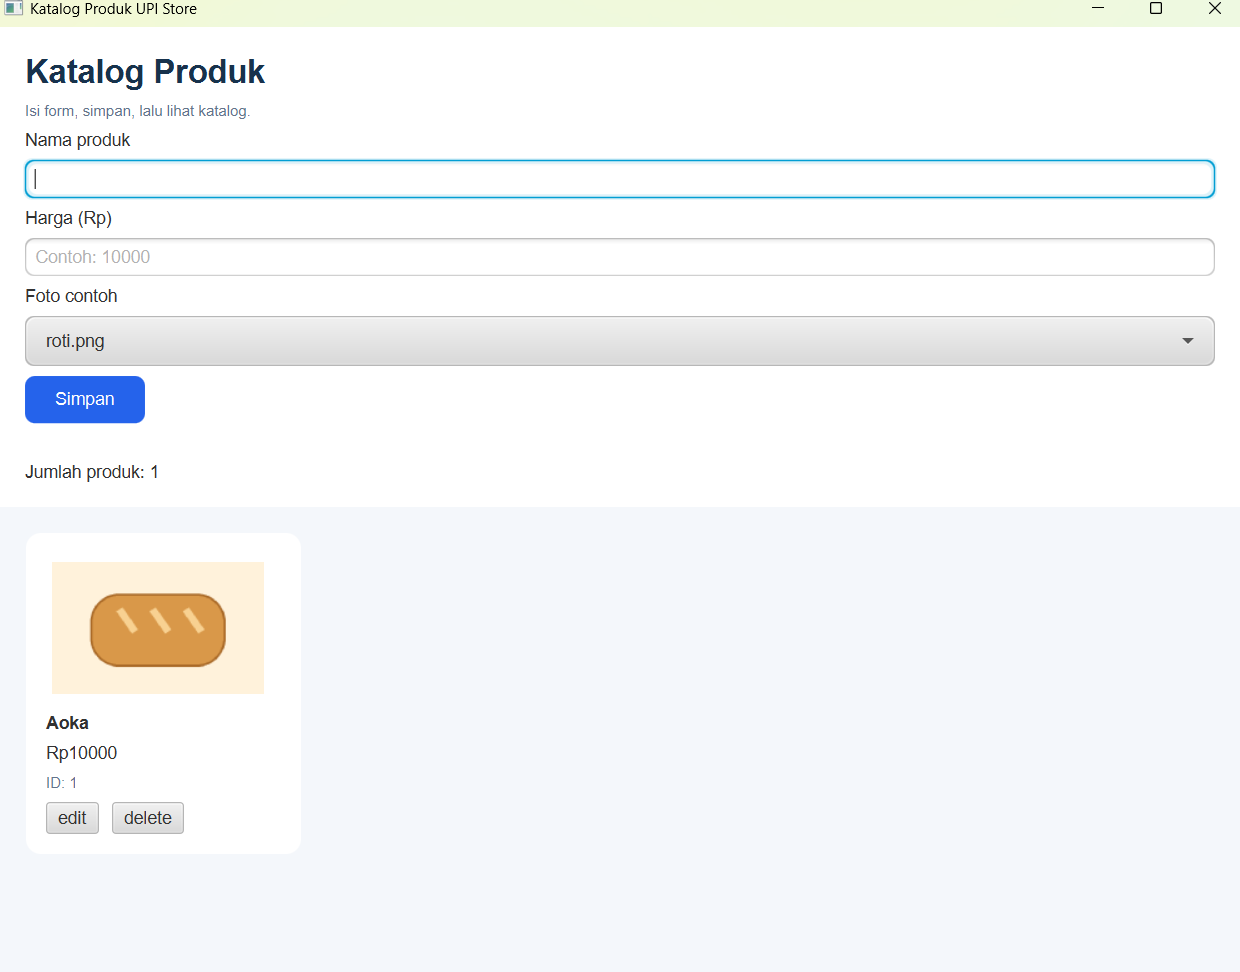 Katalog Produk UPI Store
Katalog Produk
Isi form, simpan, lalu lihat katalog.
Nama produk
Harga (Rp)
Contoh: 10000
Foto contoh
roti.png
Simpan
Jumlah produk: 1
Aoka
Rp10000
ID: 1
edit delete